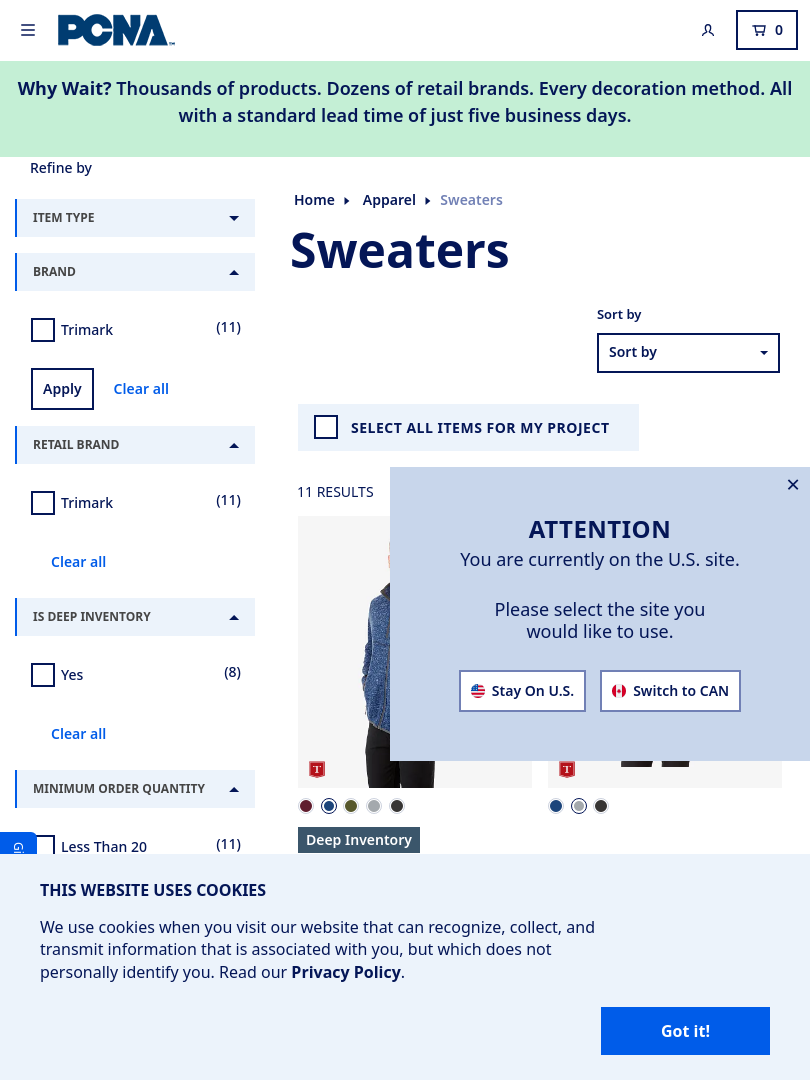 PCNA
0
Why Wait? Thousands of products. Dozens of retail brands. Every decoration method. All
with a standard lead time of just five business days.
Refine by
ITEM TYPE
BRAND
Trimark (11)
Apply Clear all
RETAIL BRAND
Trimark (11)
Clear all
IS DEEP INVENTORY
Yes (8)
Clear all
MINIMUM ORDER QUANTITY
Less Than 20 (11)
Home Apparel Sweaters
Sweaters
Sort by
Sort by
SELECT ALL ITEMS FOR MY PROJECT
11 RESULTS
ATTENTION
You are currently on the U.S. site.
Please select the site you
would like to use.
Stay On U.S. Switch to CAN
T
T
Deep Inventory
THIS WEBSITE USES COOKIES
We use cookies when you visit our website that can recognize, collect, and
transmit information that is associated with you, but which does not
personally identify you. Read our Privacy Policy.
Got it!